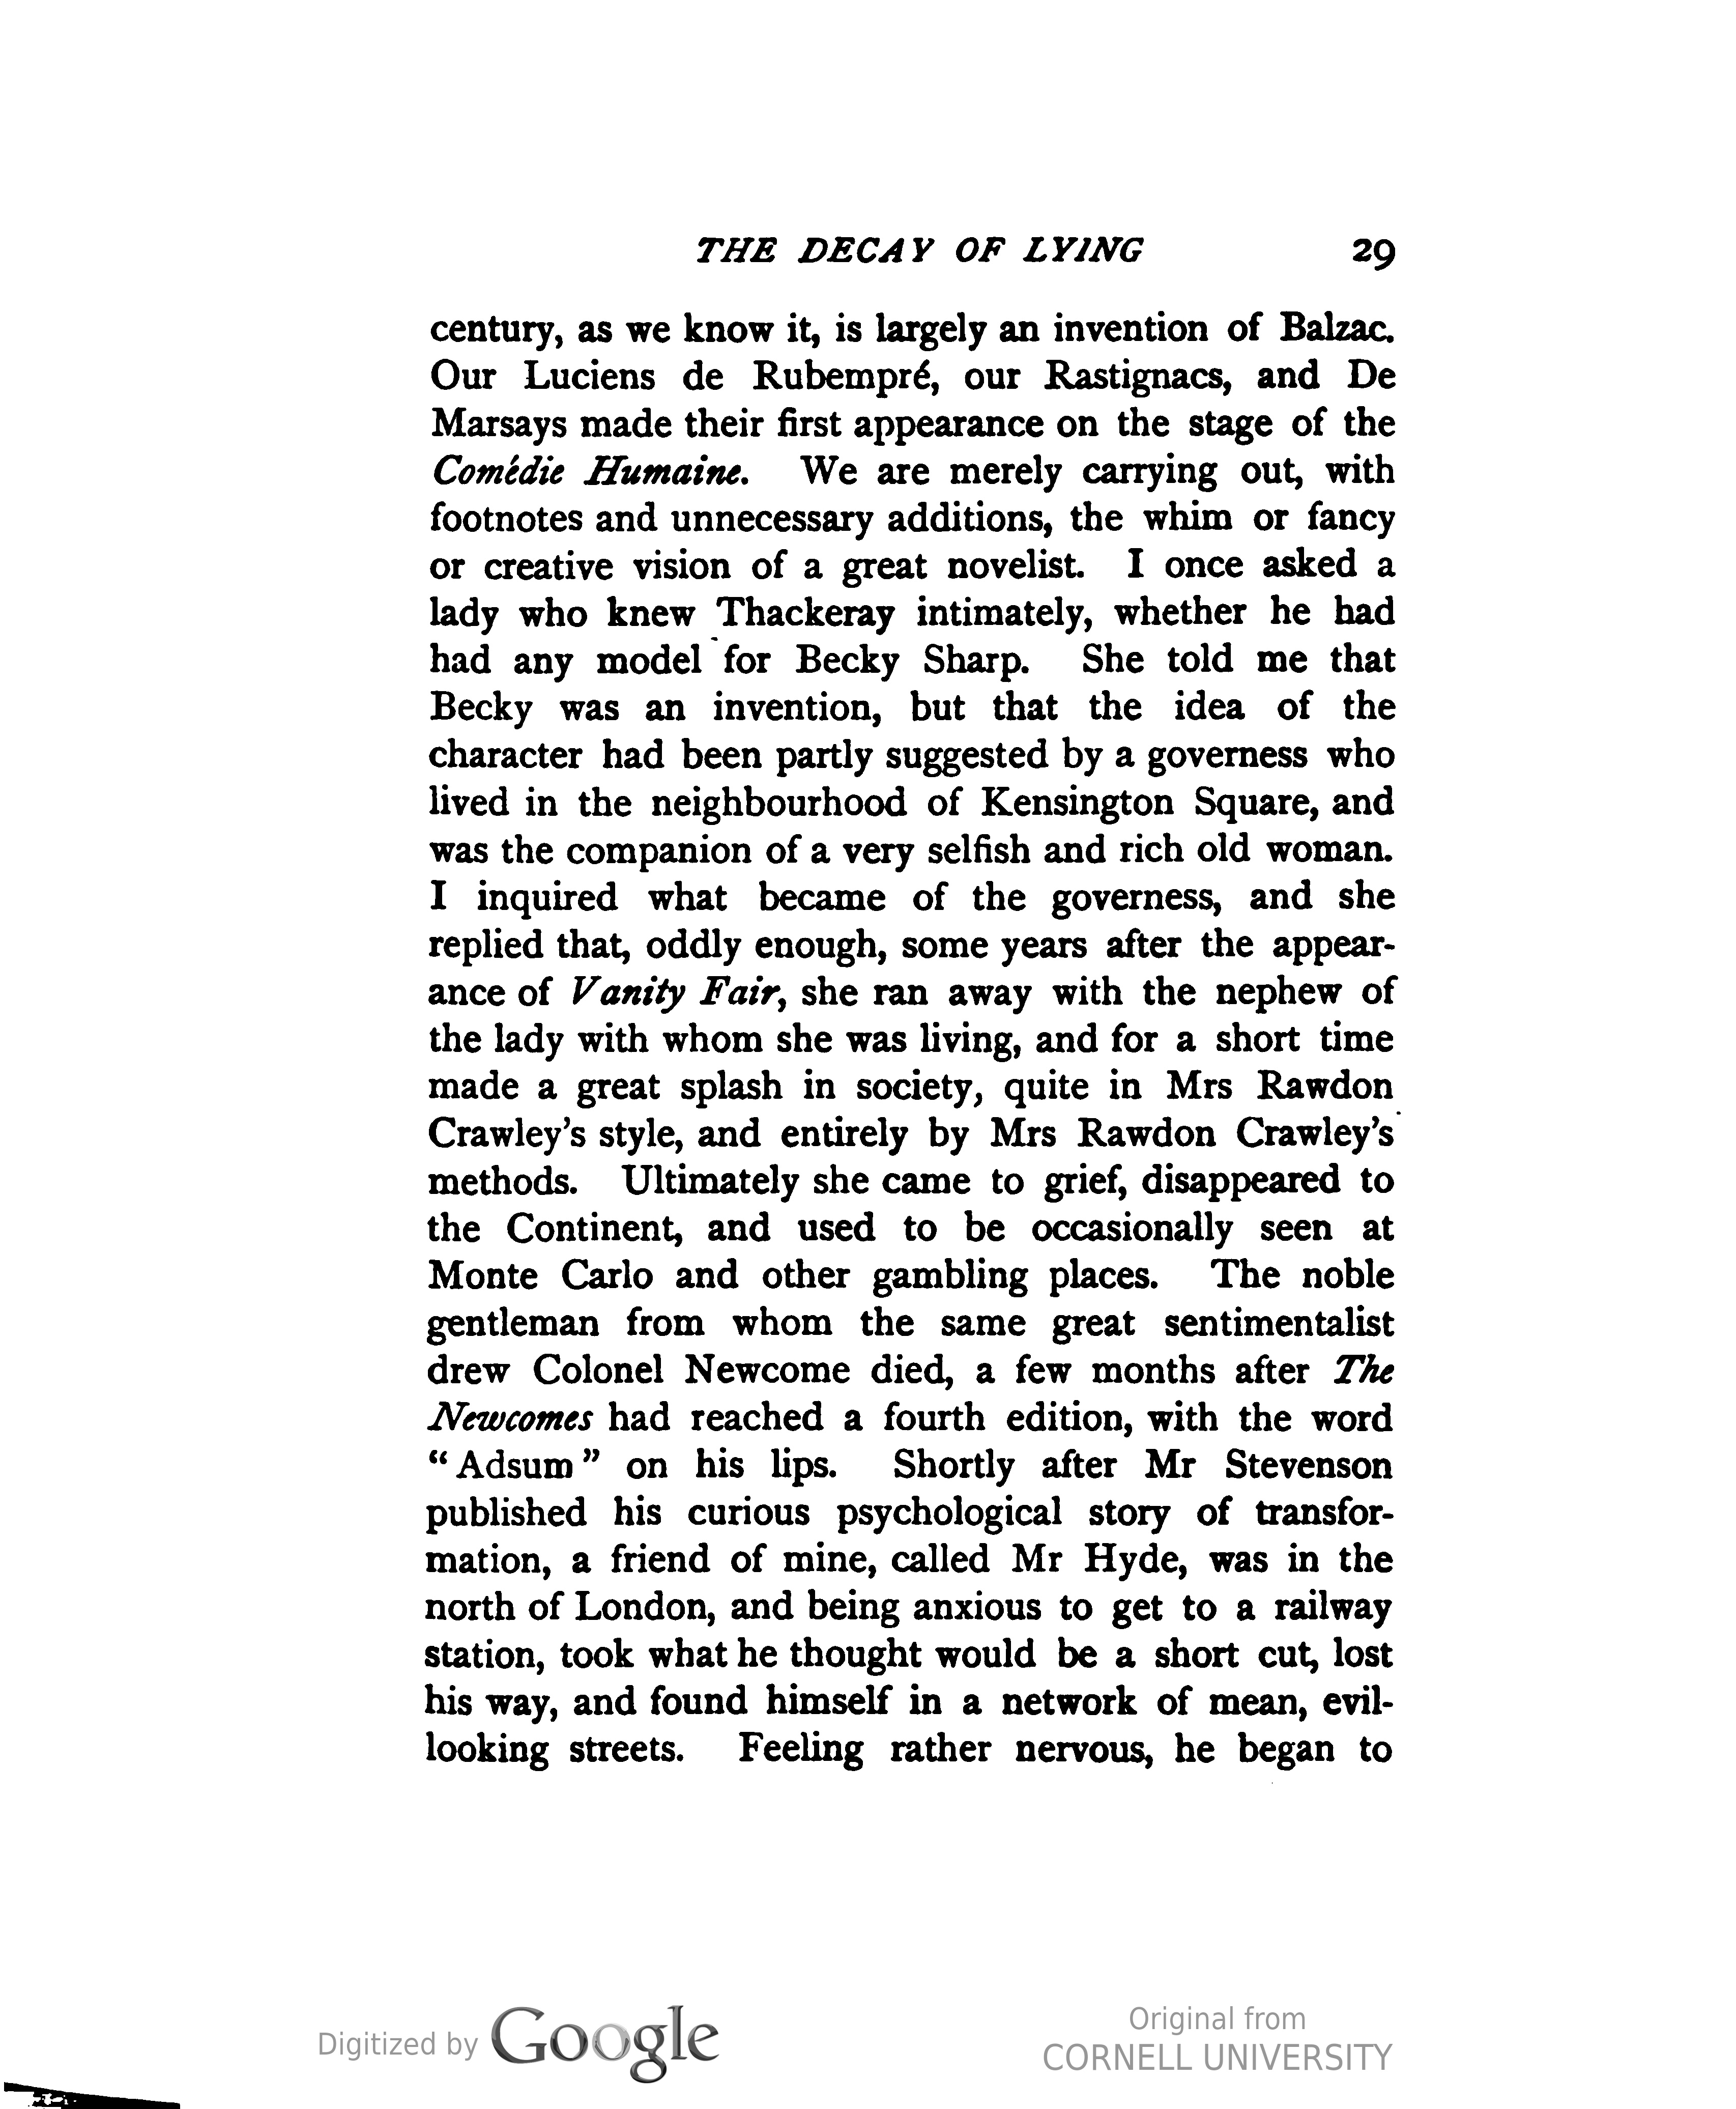 THE DECAY OF LYING 29
century, as we know it, is largely an invention of Balzac.
Our Luciens de Rubempré, our Rastignacs, and De
Marsays made their first appearance on the stage of the
Comédie Humaine. We are merely carrying out, with
footnotes and unnecessary additions, the whim or fancy
or creative vision of a great novelist. I once asked a
lady who knew Thackeray intimately, whether he had
had any model for Becky Sharp. She told me that
Becky was an invention, but that the idea of the
character had been partly suggested by a governess who
lived in the neighbourhood of Kensington Square, and
was the companion of a very selfish and rich old woman.
I inquired what became of the governess, and she
replied that, oddly enough, some years after the appear-
ance of Vanity Fair, she ran away with the nephew of
the lady with whom she was living, and for a short time
made a great splash in society, quite in Mrs Rawdon
Crawley's style, and entirely by Mrs Rawdon Crawley's
methods. Ultimately she came to grief, disappeared to
the Continent, and used to be occasionally seen at
Monte Carlo and other gambling places. The noble
gentleman from whom the same great sentimentalist
drew Colonel Newcome died, a few months after The
Newcomes had reached a fourth edition, with the word
"Adsum" on his lips. Shortly after Mr Stevenson
published his curious psychological story of transfor-
mation, a friend of mine, called Mr Hyde, was in the
north of London, and being anxious to get to a railway
station, took what he thought would be a short cut, lost
his way, and found himself in a network of mean, evil-
looking streets. Feeling rather nervous, he began to
Digitized by Google
Original from
CORNELL UNIVERSITY